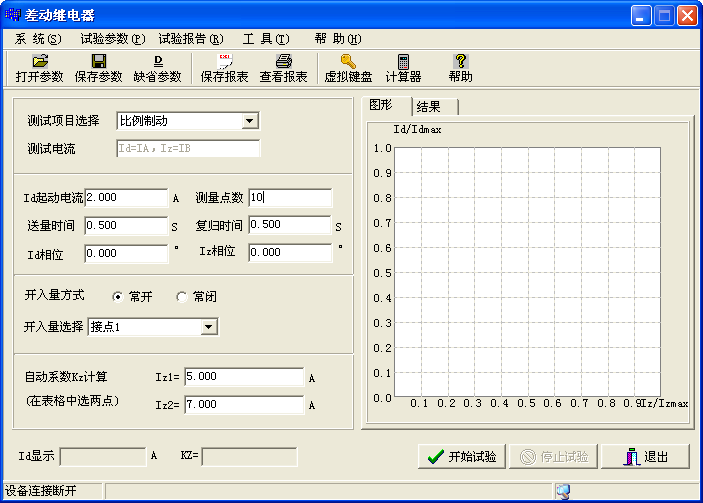 差动继电器
系 统(S) 试验参数(P) 试验报告(R) 工 具(T) 帮 助(H)
打开参数 保存参数 缺省参数 保存报表 查看报表 虚拟键盘 计算器 帮助
测试项目选择 比例制动
测试电流 Id=IA，Iz=IB
Id起动电流 2.000 A 测量点数 10
送量时间 0.500 S 复归时间 0.500 S
Id相位 0.000 ° Iz相位 0.000 °
开入量方式 常开 常闭
开入量选择 接点1
自动系数Kz计算 Iz1= 5.000 A
(在表格中选两点) Iz2= 7.000 A
图形 结果
Id/Idmax
1.0
0.9
0.8
0.7
0.6
0.5
0.4
0.3
0.2
0.1
0.0
0.1 0.2 0.3 0.4 0.5 0.6 0.7 0.8 0.9 Iz/Izmax
Id显示 A KZ= 开始试验 停止试验 退出
设备连接断开